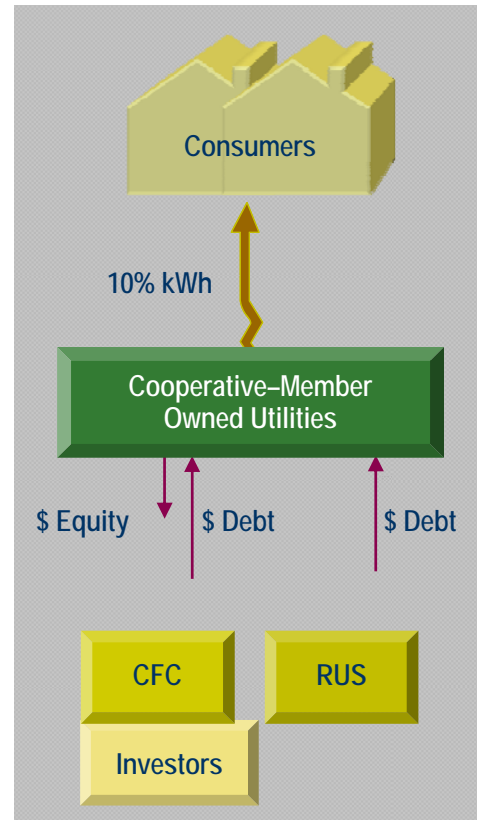 Consumers
10% kWh
Cooperative–Member
Owned Utilities
$ Equity
$ Debt
$ Debt
CFC
RUS
Investors